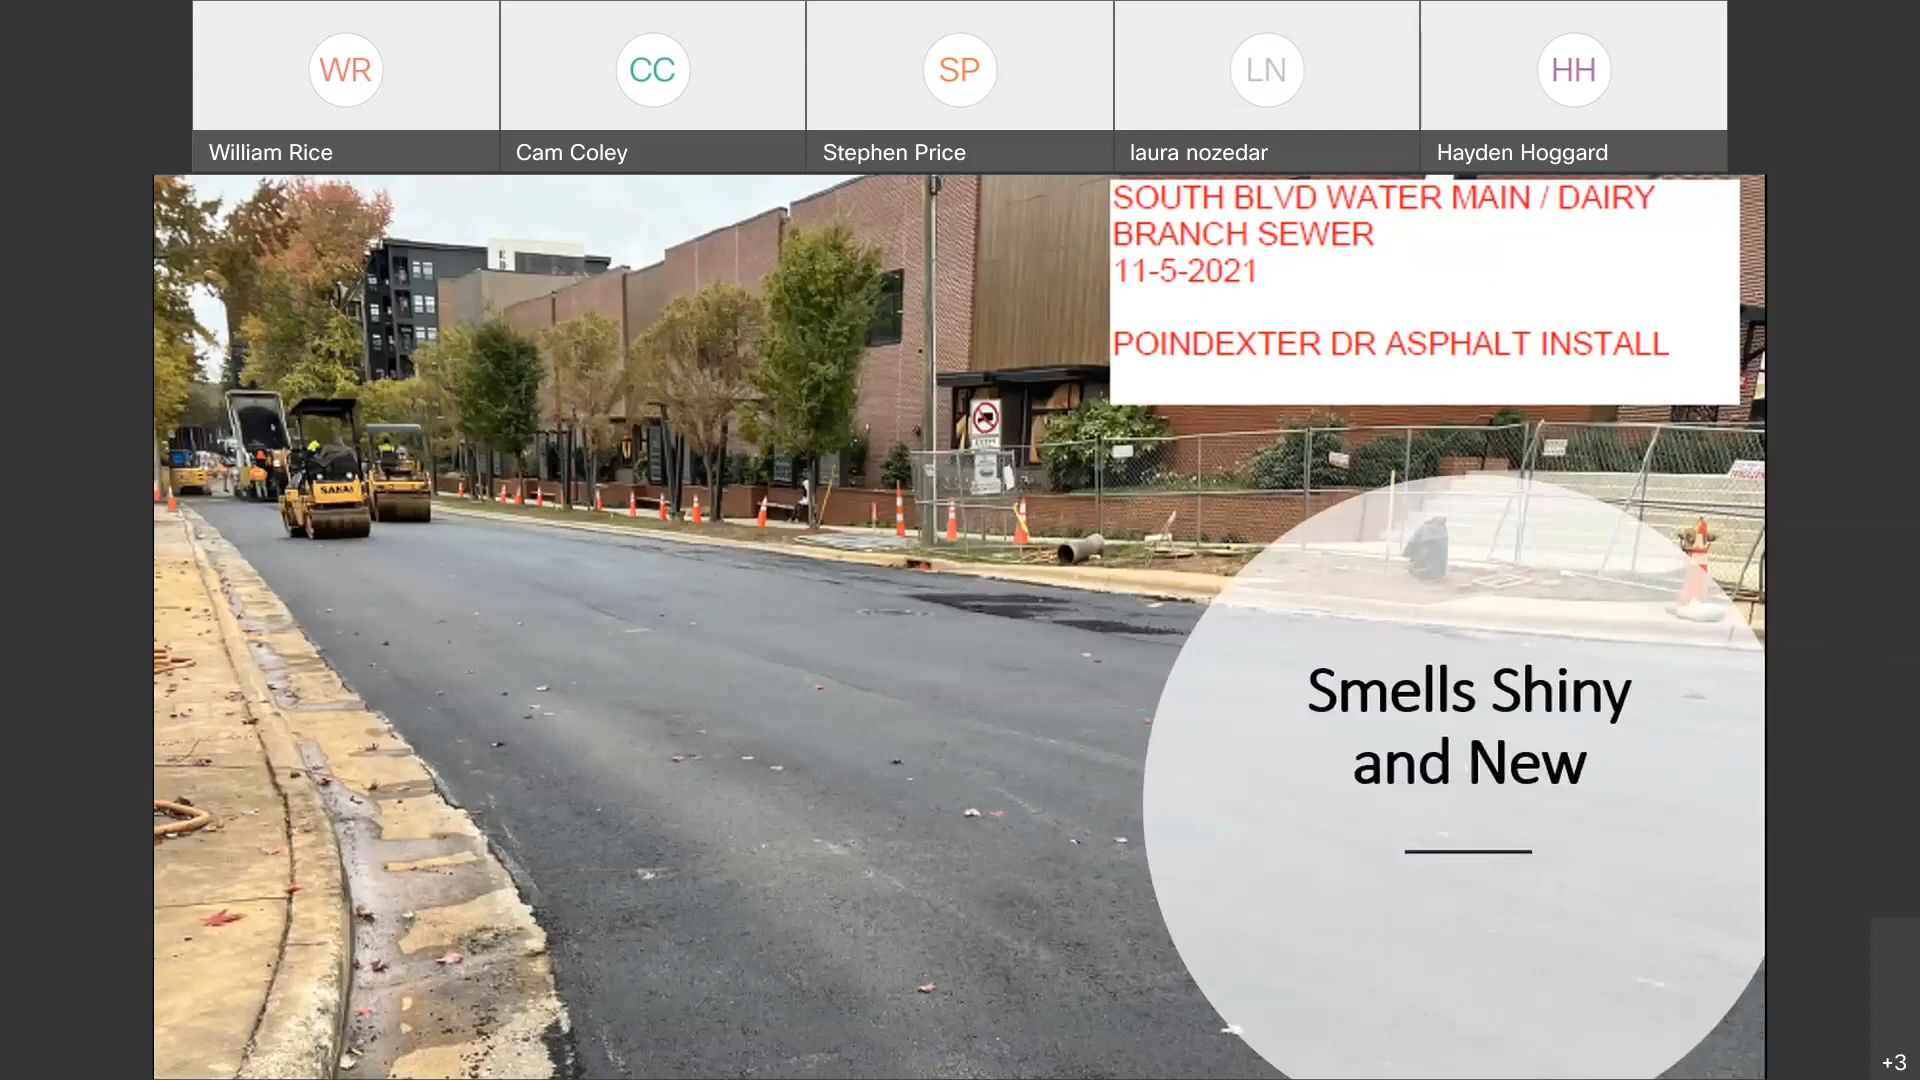 WR
CC
SP
LN
HH
William Rice
Cam Coley
Stephen Price
laura nozedar
Hayden Hoggard
SOUTH BLVD WATER MAIN / DAIRY
BRANCH SEWER
11-5-2021
POINDEXTER DR ASPHALT INSTALL
SAKAI
Smells Shiny
and New
+3